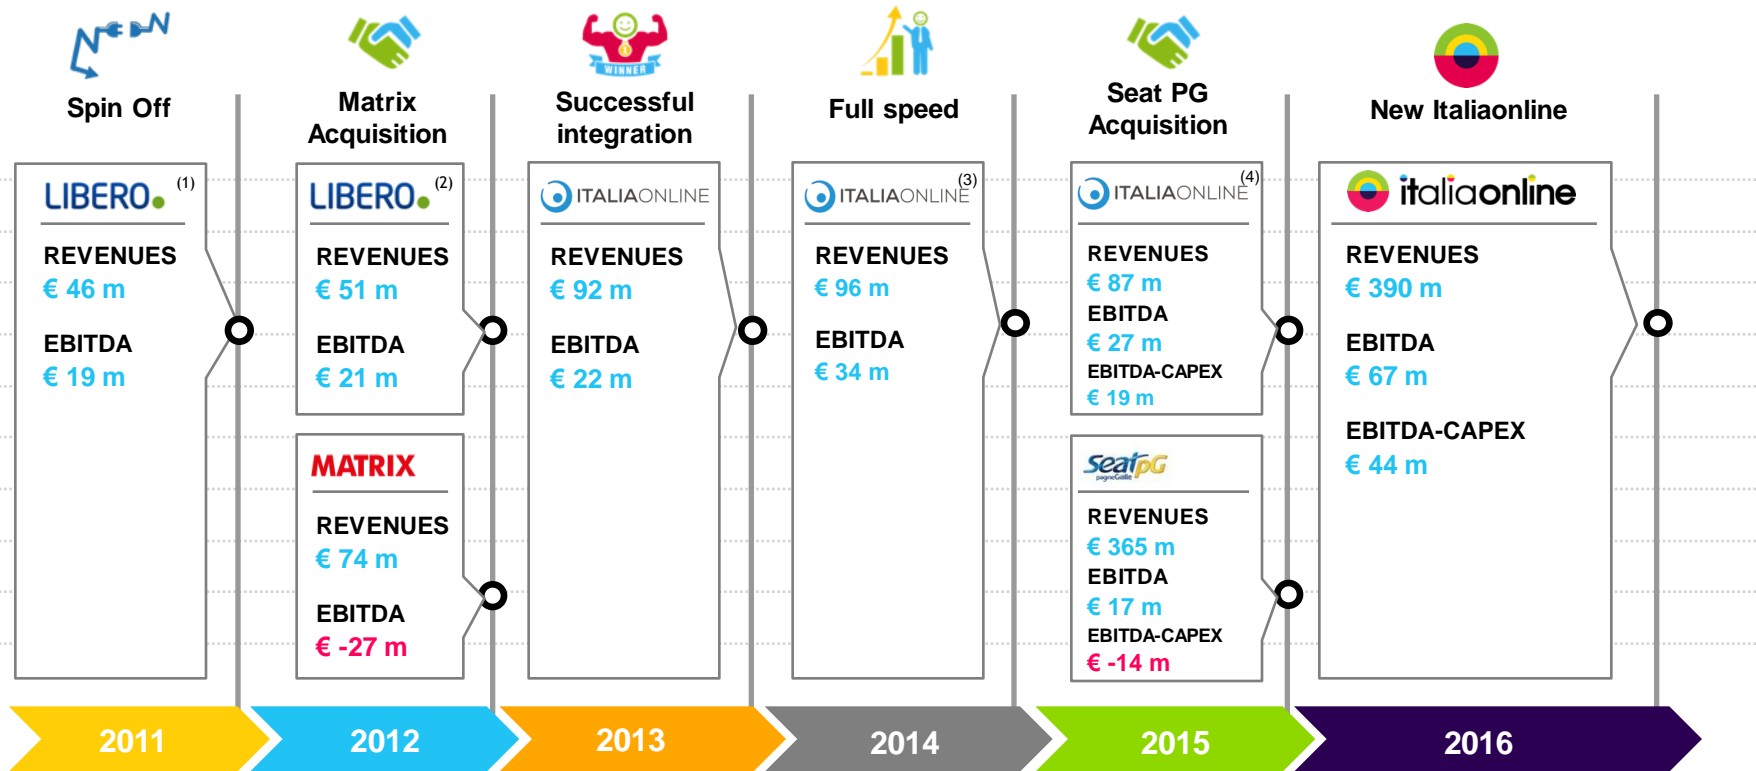 WINNER
Spin Off
Matrix
Acquisition
Successful
integration
Full speed
Seat PG
Acquisition
New Italiaonline
LIBERO (1)
REVENUES
€ 46 m
EBITDA
€ 19 m
LIBERO (2)
REVENUES
€ 51 m
EBITDA
€ 21 m
MATRIX
REVENUES
€ 74 m
EBITDA
€ -27 m
ITALIAONLINE
REVENUES
€ 92 m
EBITDA
€ 22 m
ITALIAONLINE (3)
REVENUES
€ 96 m
EBITDA
€ 34 m
ITALIAONLINE (4)
REVENUES
€ 87 m
EBITDA
€ 27 m
EBITDA-CAPEX
€ 19 m
SeatpG
pagineGialle
REVENUES
€ 365 m
EBITDA
€ 17 m
EBITDA-CAPEX
€ -14 m
italiaonline
REVENUES
€ 390 m
EBITDA
€ 67 m
EBITDA-CAPEX
€ 44 m
2011
2012
2013
2014
2015
2016